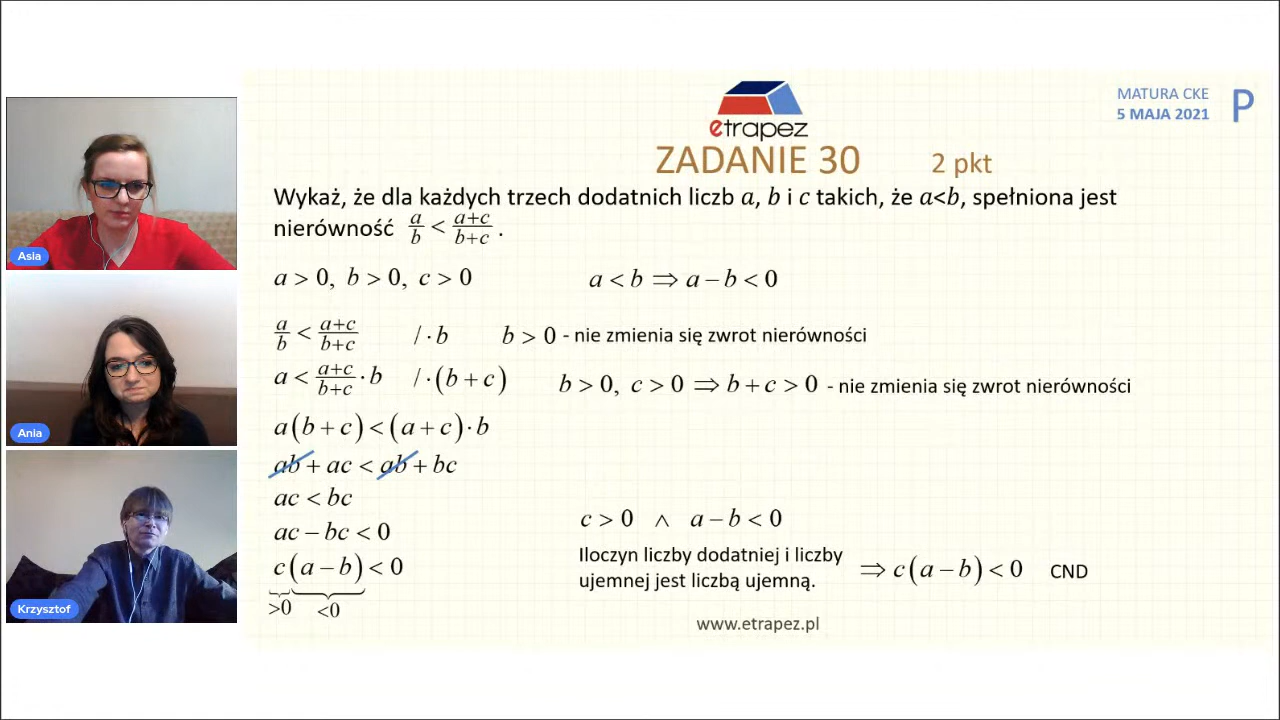 etrapez
MATURA CKE
5 MAJA 2021
P
ZADANIE 30 2 pkt
Wykaż, że dla każdych trzech dodatnich liczb a, b i c takich, że a<b, spełniona jest
nierówność a/b < (a+c)/(b+c) .
a > 0, b > 0, c > 0 a < b ⟹ a − b < 0
a/b < (a+c)/(b+c) / · b b > 0 - nie zmienia się zwrot nierówności
a < (a+c)/(b+c) · b / · (b + c) b > 0, c > 0 ⟹ b + c > 0 - nie zmienia się zwrot nierówności
a(b + c) < (a + c) · b
ab + ac < ab + bc
ac < bc
ac − bc < 0
c(a − b) < 0
>0 <0
c > 0 ∧ a − b < 0
Iloczyn liczby dodatniej i liczby
ujemnej jest liczbą ujemną.
⟹ c(a − b) < 0 CND
www.etrapez.pl
Asia
Ania
Krzysztof